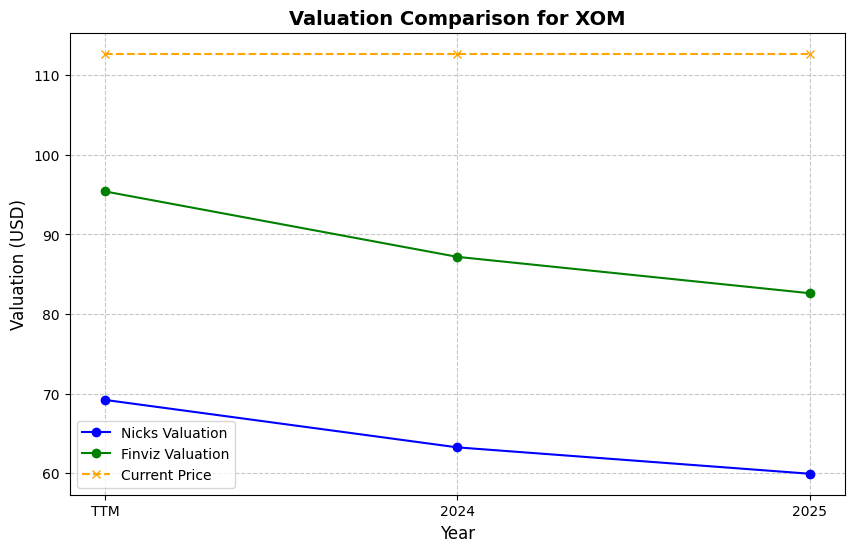 Valuation Comparison for XOM
Valuation (USD)
110
100
90
80
70
60
Nicks Valuation
Finviz Valuation
Current Price
TTM
2024
2025
Year